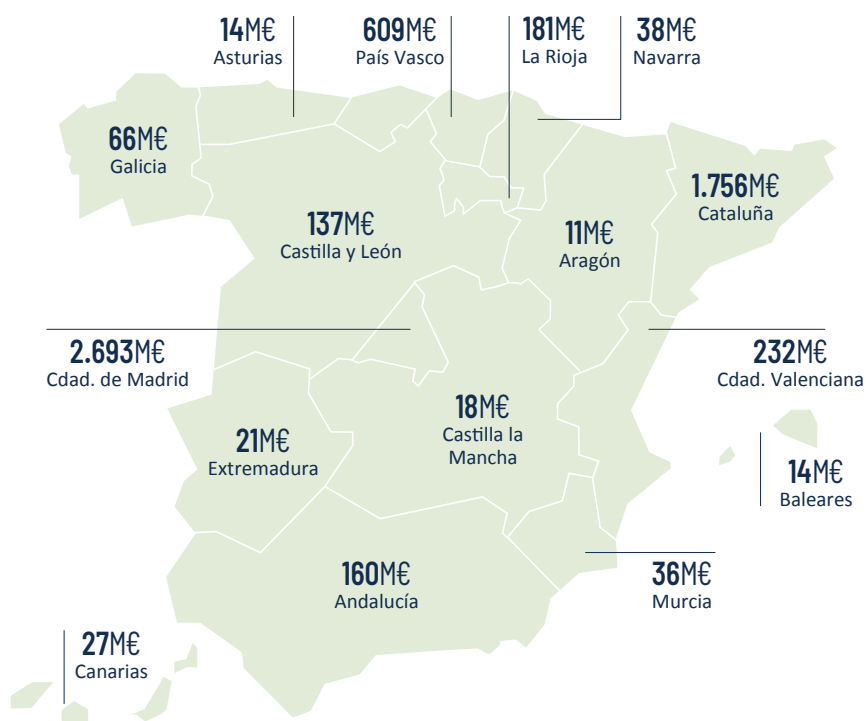 14M€
Asturias
609M€
País Vasco
181M€
La Rioja
38M€
Navarra
66M€
Galicia
1.756M€
Cataluña
137M€
Castilla y León
11M€
Aragón
2.693M€
Cdad. de Madrid
232M€
Cdad. Valenciana
18M€
Castilla la
Mancha
21M€
Extremadura
14M€
Baleares
160M€
Andalucía
36M€
Murcia
27M€
Canarias